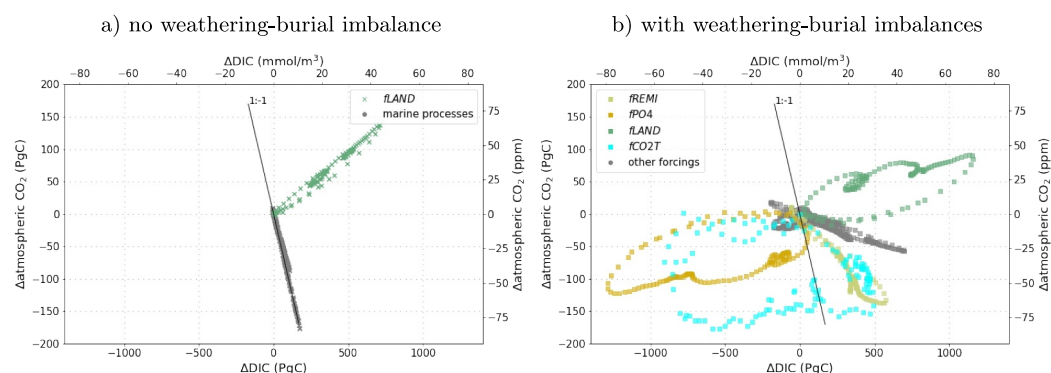 a) no weathering-burial imbalance
ΔDIC (mmol/m³)
−80 −60 −40 −20 0 20 40 60 80
200
150
100
50
0
−50
−100
−150
−200
Δatmospheric CO₂ (PgC)
1:-1
fLAND
marine processes
75
50
25
0
−25
−50
−75
Δatmospheric CO₂ (ppm)
−1000 −500 0 500 1000
ΔDIC (PgC)
b) with weathering-burial imbalances
ΔDIC (mmol/m³)
−80 −60 −40 −20 0 20 40 60 80
200
150
100
50
0
−50
−100
−150
−200
Δatmospheric CO₂ (PgC)
fREMI
fPO4
fLAND
fCO2T
other forcings
1:-1
75
50
25
0
−25
50
75
Δatmospheric CO₂ (ppm)
−1000 −500 0 500 1000
ΔDIC (PgC)